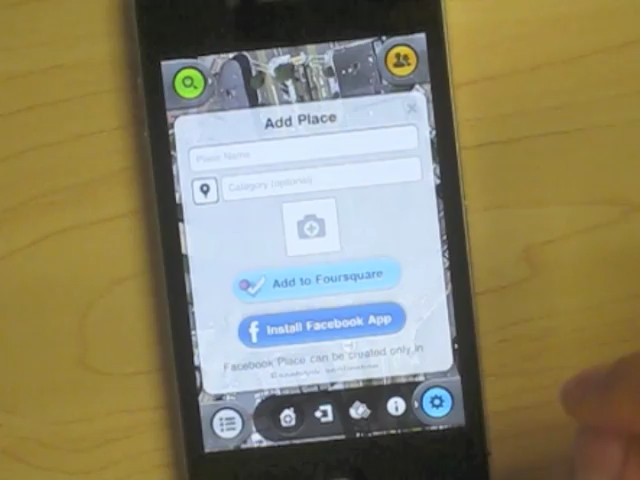 Add Place
Place Name
Category (optional)
Add to Foursquare
f Install Facebook App
Facebook Place can be created only in